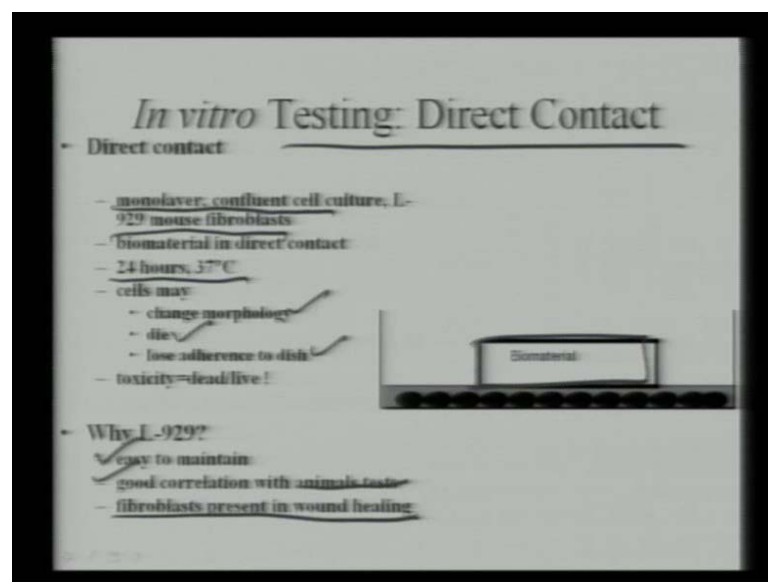 In vitro Testing: Direct Contact
• Direct contact
– monolayer, confluent cell culture, L-
929 mouse fibroblasts
– biomaterial in direct contact
– 24 hours, 37°C
– cells may
• change morphology
• die
• lose adherence to dish
– toxicity=dead/live !
Biomaterial
• Why L-929?
– easy to maintain
– good correlation with animals tests
– fibroblasts present in wound healing